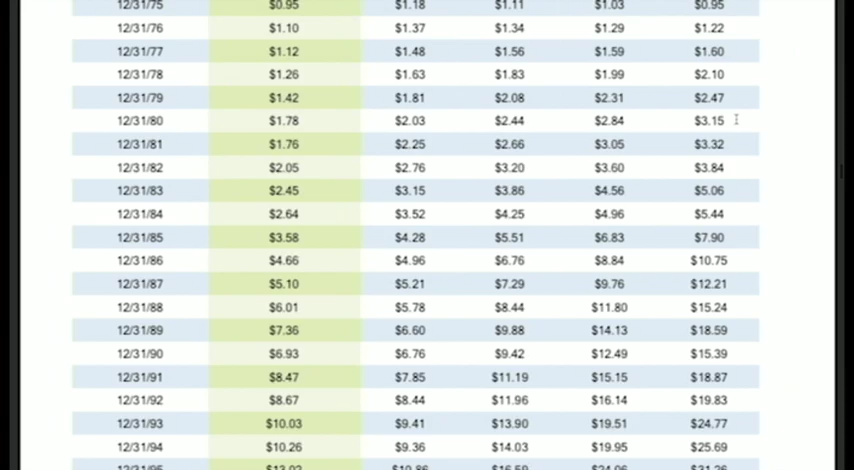 12/31/75 $0.95 $1.18 $1.11 $1.03 $0.95
12/31/76 $1.10 $1.37 $1.34 $1.29 $1.22
12/31/77 $1.12 $1.48 $1.56 $1.59 $1.60
12/31/78 $1.26 $1.63 $1.83 $1.99 $2.10
12/31/79 $1.42 $1.81 $2.08 $2.31 $2.47
12/31/80 $1.78 $2.03 $2.44 $2.84 $3.15
12/31/81 $1.76 $2.25 $2.66 $3.05 $3.32
12/31/82 $2.05 $2.76 $3.20 $3.60 $3.84
12/31/83 $2.45 $3.15 $3.86 $4.56 $5.06
12/31/84 $2.64 $3.52 $4.25 $4.96 $5.44
12/31/85 $3.58 $4.28 $5.51 $6.83 $7.90
12/31/86 $4.66 $4.96 $6.76 $8.84 $10.75
12/31/87 $5.10 $5.21 $7.29 $9.76 $12.21
12/31/88 $6.01 $5.78 $8.44 $11.80 $15.24
12/31/89 $7.36 $6.60 $9.88 $14.13 $18.59
12/31/90 $6.93 $6.76 $9.42 $12.49 $15.39
12/31/91 $8.47 $7.85 $11.19 $15.15 $18.87
12/31/92 $8.67 $8.44 $11.96 $16.14 $19.83
12/31/93 $10.03 $9.41 $13.90 $19.51 $24.77
12/31/94 $10.26 $9.36 $14.03 $19.95 $25.69
12/31/95 $13.02 $10.86 $16.59 $24.06 $31.26